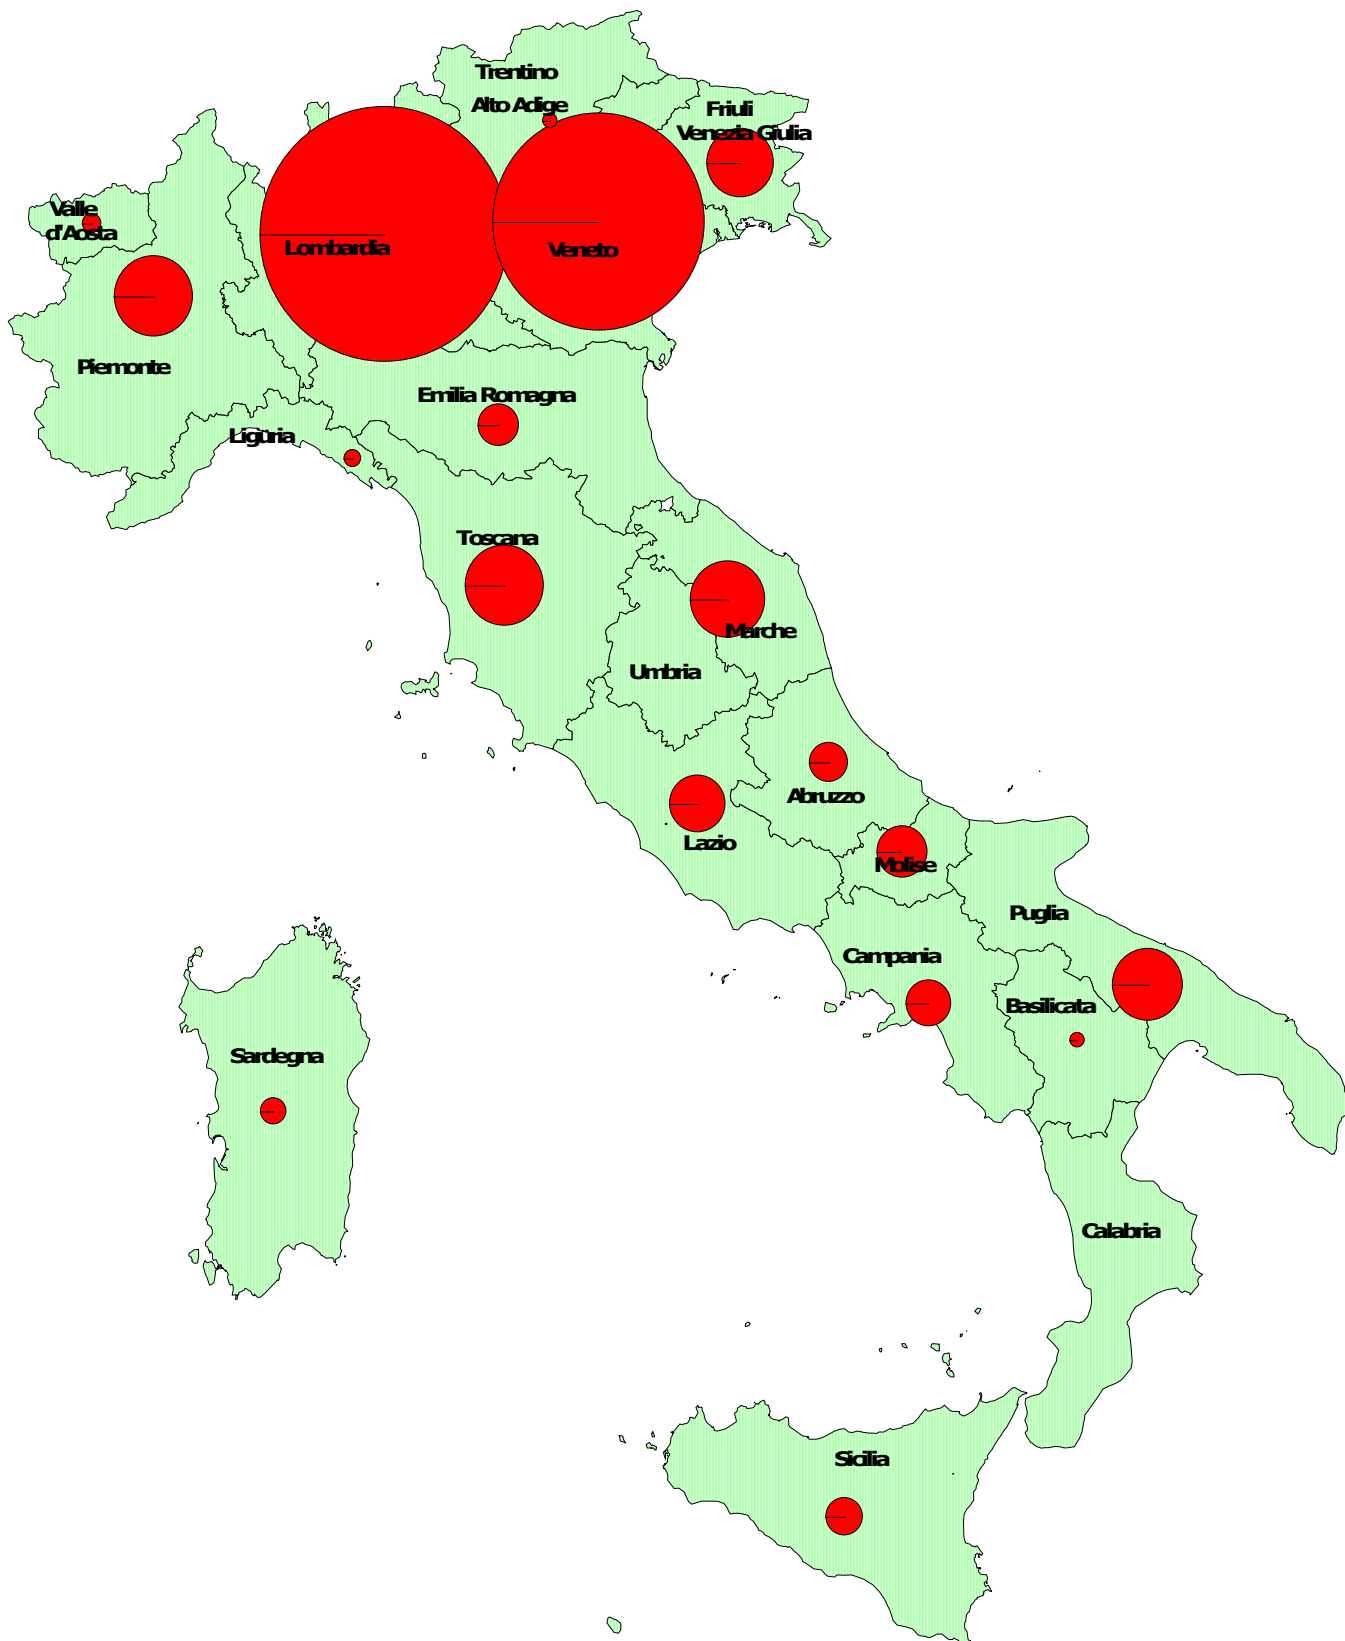 Trentino
Alto Adige
Friuli
Venezia Giulia
Valle
d'Aosta
Lombardia
Veneto
Piemonte
Emilia Romagna
Liguria
Toscana
Marche
Umbria
Abruzzo
Lazio
Molise
Puglia
Campania
Basilicata
Sardegna
Calabria
Sicilia